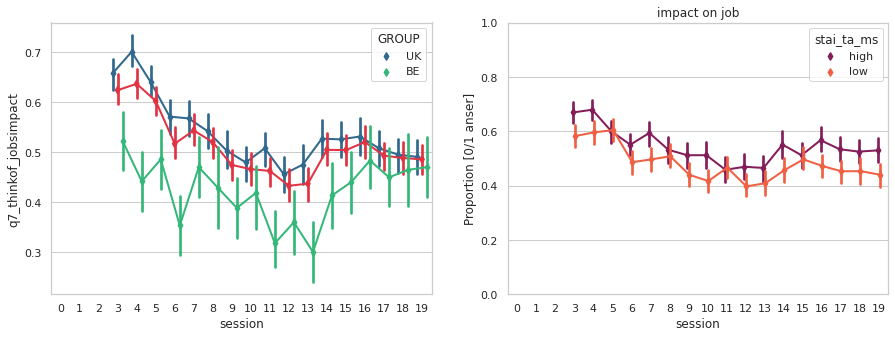 GROUP
UK
BE
0.7
0.6
0.5
0.4
0.3
q7_thinkof_jobsimpact
0 1 2 3 4 5 6 7 8 9 10 11 12 13 14 15 16 17 18 19
session
impact on job
stai_ta_ms
high
low
1.0
0.8
0.6
0.4
0.2
0.0
Proportion [0/1 anser]
0 1 2 3 4 5 6 7 8 9 10 11 12 13 14 15 16 17 18 19
session